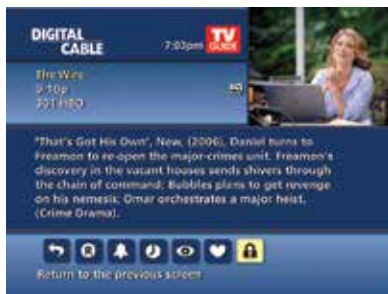 DIGITAL
CABLE
7:03pm
TV
GUIDE
The Wire
9-10p
301 HBO
"That's Got His Own', New, (2006), Daniel turns to
Freamon to re-open the major-crimes unit. Freamon's
discovery in the vacant houses sends shivers through
the chain of command; Bubbles plans to get revenge
on his nemesis; Omar orchestrates a major heist.
(Crime Drama).
R
Return to the previous screen